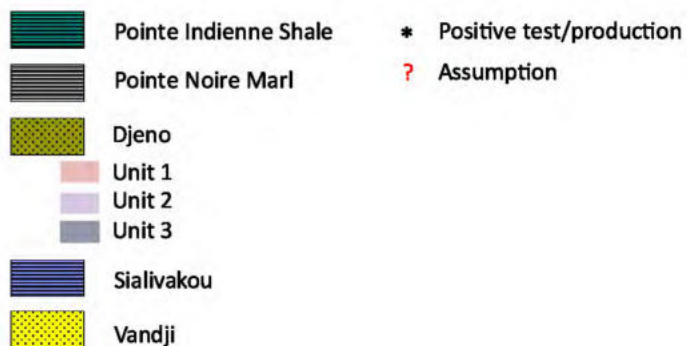 Pointe Indienne Shale
Pointe Noire Marl
Djeno
Unit 1
Unit 2
Unit 3
Sialivakou
Vandji
* Positive test/production
? Assumption